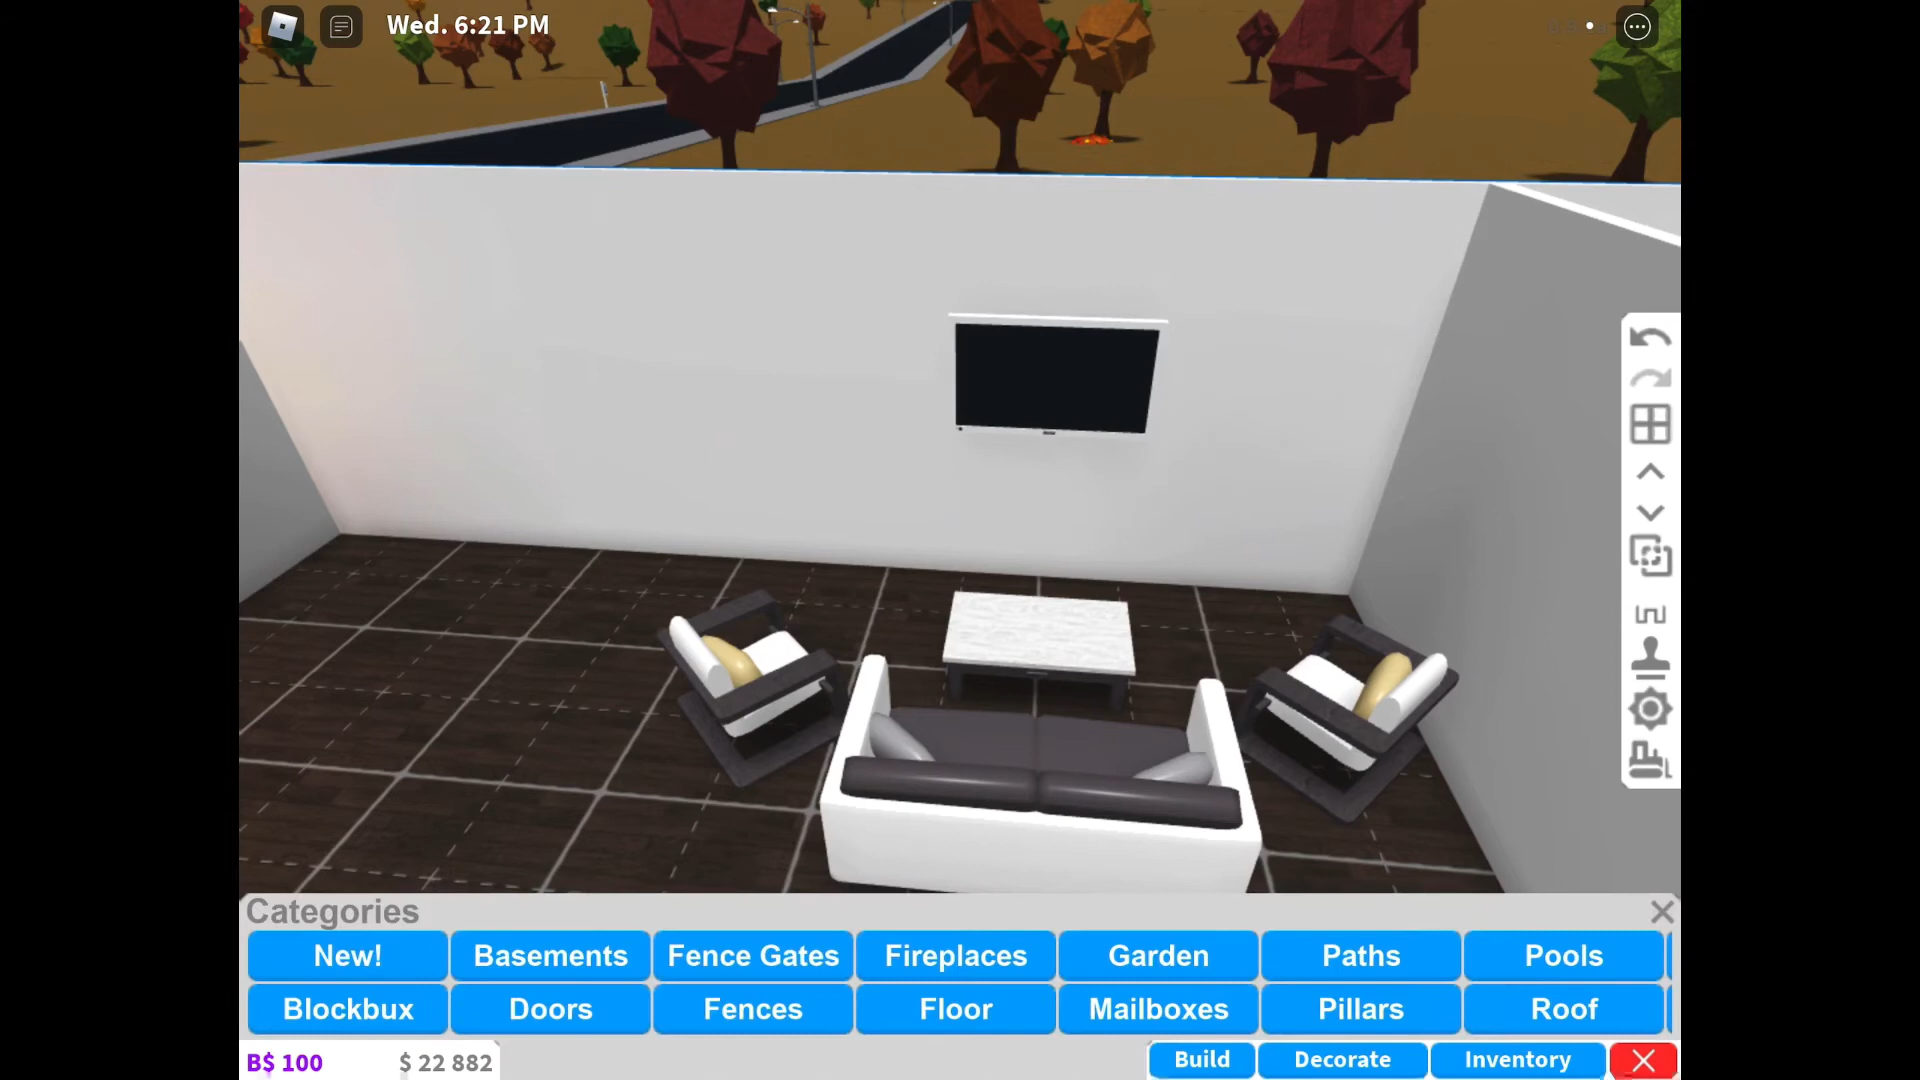 Wed. 6:21 PM
Categories
New! Basements Fence Gates Fireplaces Garden Paths Pools
Blockbux Doors Fences Floor Mailboxes Pillars Roof
B$ 100 $ 22 882 Build Decorate Inventory